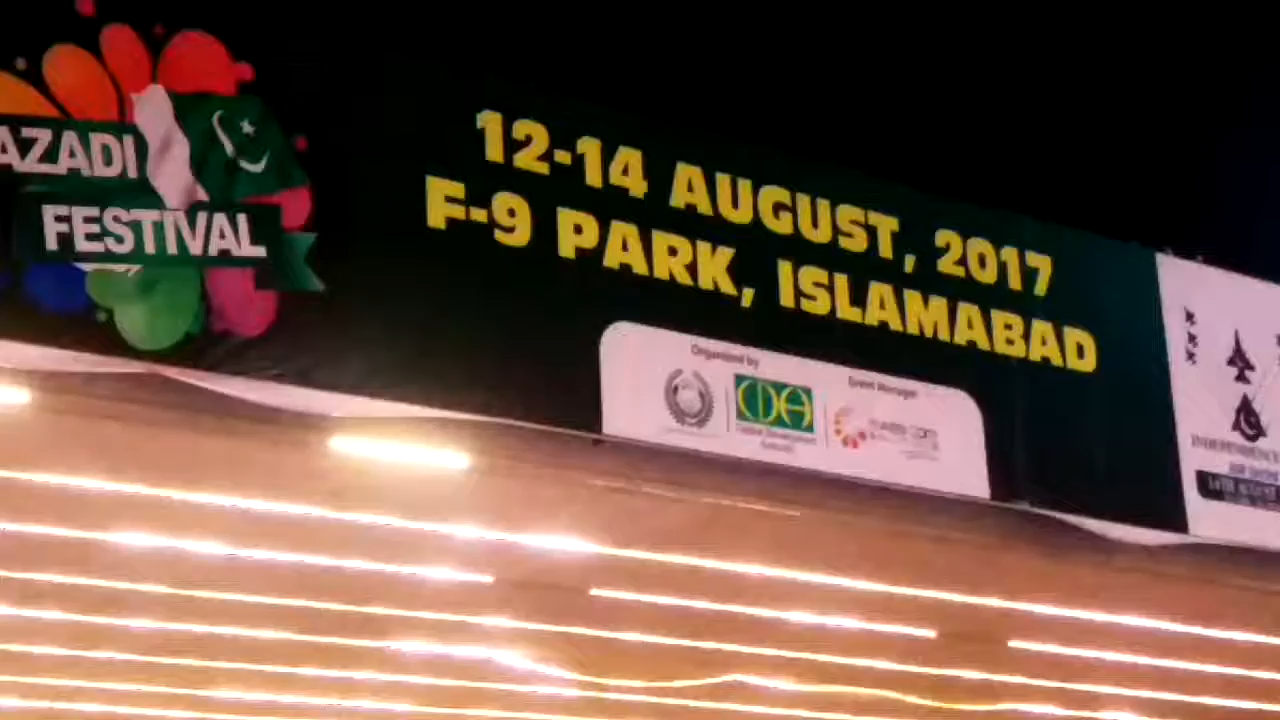 AZADI
FESTIVAL
12-14 AUGUST, 2017
F-9 PARK, ISLAMABAD
Organized by
CDA
Event Manager